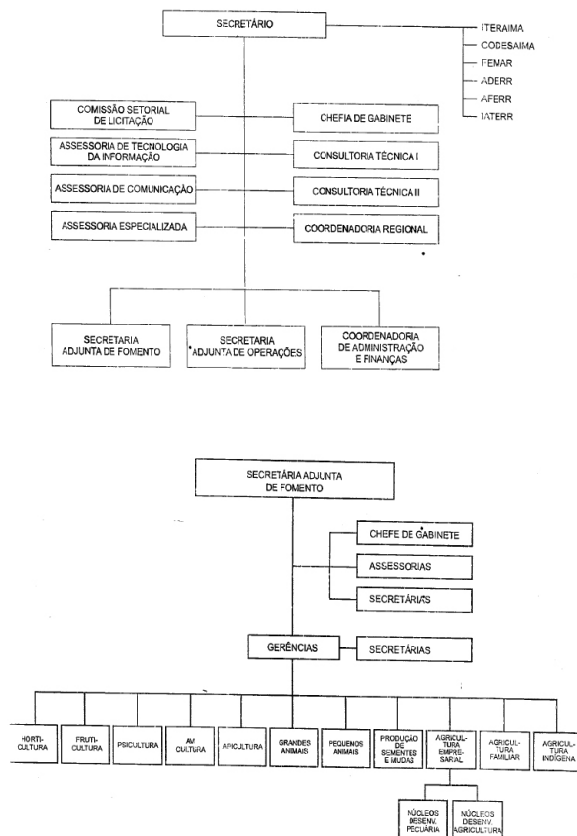 SECRETÁRIO
ITERAIMA
CODESAIMA
FEMAR
ADERR
AFERR
IATERR
COMISSÃO SETORIAL
DE LICITAÇÃO
CHEFIA DE GABINETE
ASSESSORIA DE TECNOLOGIA
DA INFORMAÇÃO
CONSULTORIA TÉCNICA I
ASSESSORIA DE COMUNICAÇÃO
CONSULTORIA TÉCNICA II
ASSESSORIA ESPECIALIZADA
COORDENADORIA REGIONAL
SECRETARIA
ADJUNTA DE FOMENTO
SECRETARIA
ADJUNTA DE OPERAÇÕES
COORDENADORIA
DE ADMINISTRAÇÃO
E FINANÇAS
SECRETÁRIA ADJUNTA
DE FOMENTO
CHEFE DE GABINETE
ASSESSORIAS
SECRETÁRIAS
GERÊNCIAS
SECRETÁRIAS
HORTI-
CULTURA
FRUTI-
CULTURA
PSICULTURA
AVI
CULTURA
APICULTURA
GRANDES
ANIMAIS
PEQUENOS
ANIMAIS
PRODUÇÃO
DE
SEMENTES
E MUDAS
AGRICUL-
TURA
EMPRE-
SARIAL
AGRICUL-
TURA
FAMILIAR
AGRICUL-
TURA
INDÍGENA
NÚCLEOS
DESENV.
PECUÁRIA
NÚCLEOS
DESENV.
AGRICULTURA